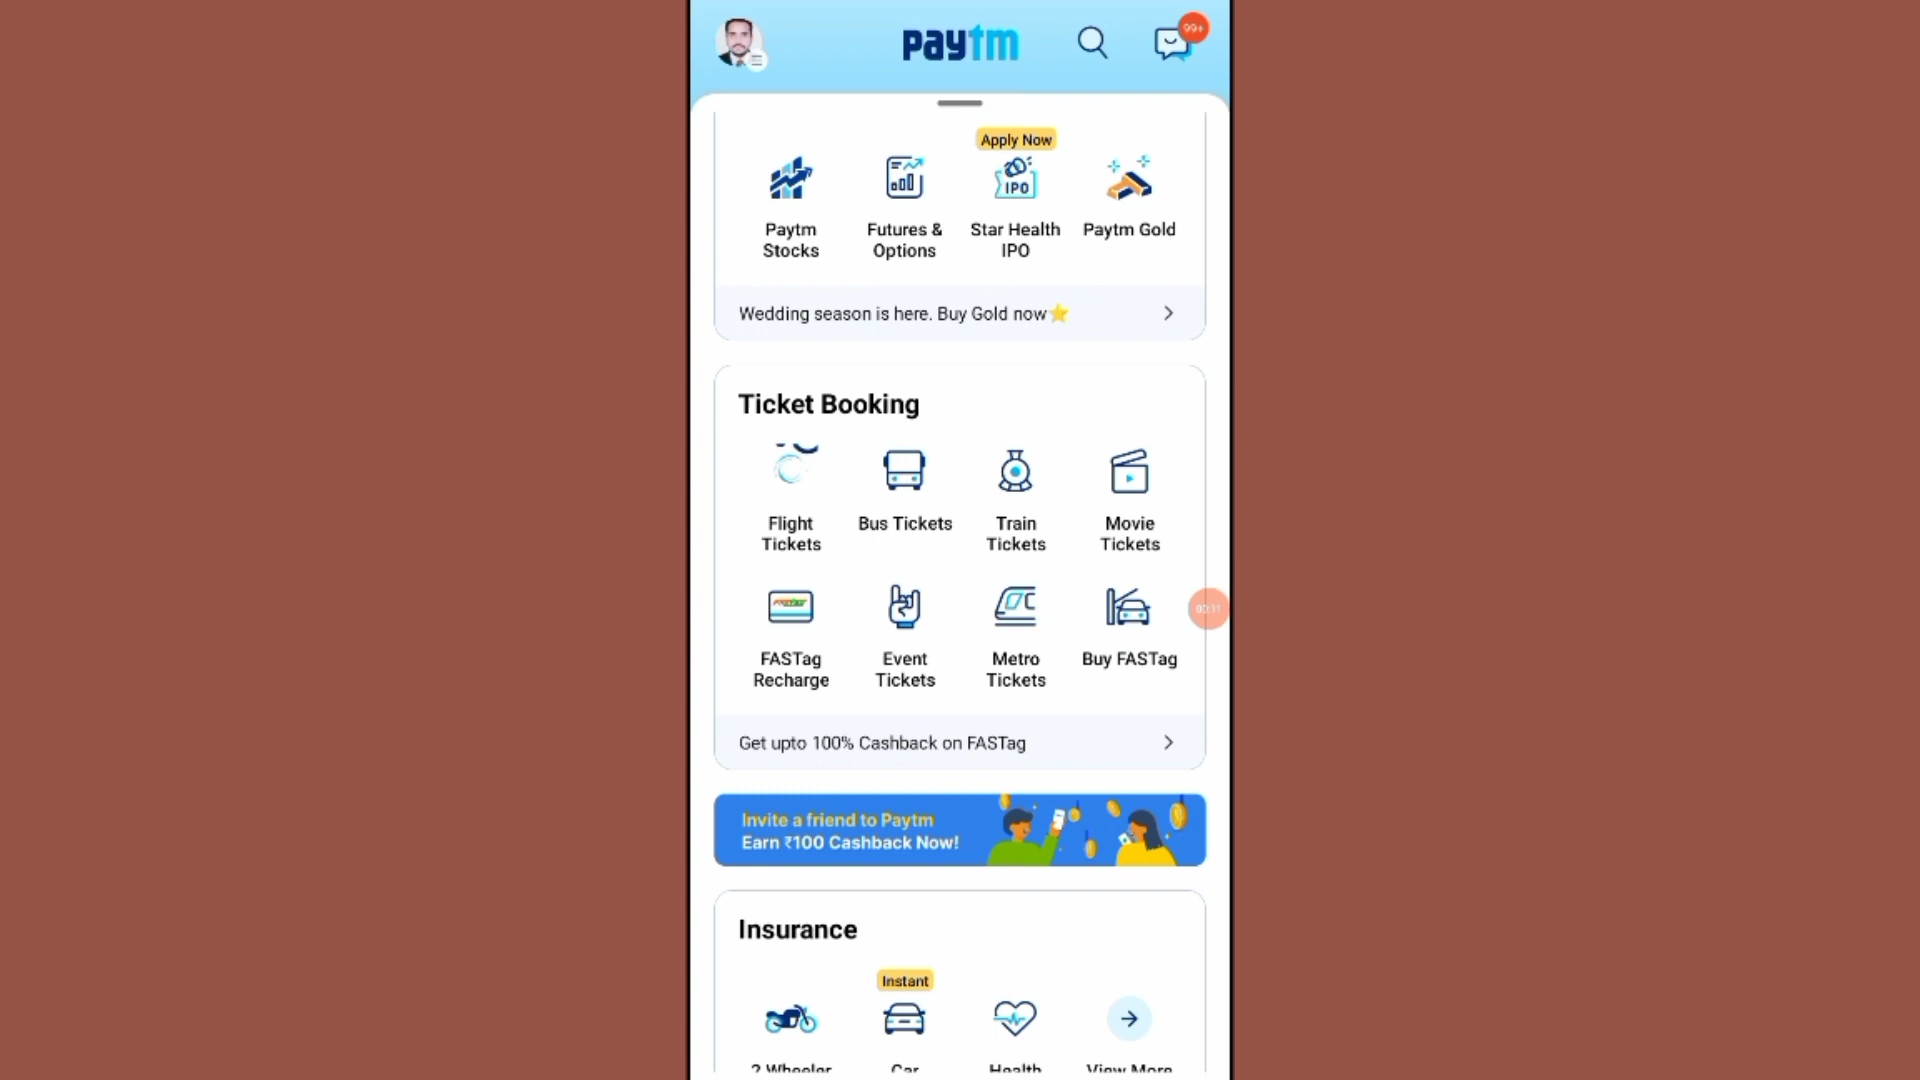 paytm
99+
Apply Now
IPO
Paytm Stocks
Futures & Options
Star Health IPO
Paytm Gold
Wedding season is here. Buy Gold now
Ticket Booking
Flight Tickets
Bus Tickets
Train Tickets
Movie Tickets
FASTag
FASTag Recharge
Event Tickets
Metro Tickets
Buy FASTag
00:11
Get upto 100% Cashback on FASTag
Invite a friend to Paytm
Earn ₹100 Cashback Now!
Insurance
Instant
2 Wheeler
Car
Health
View More